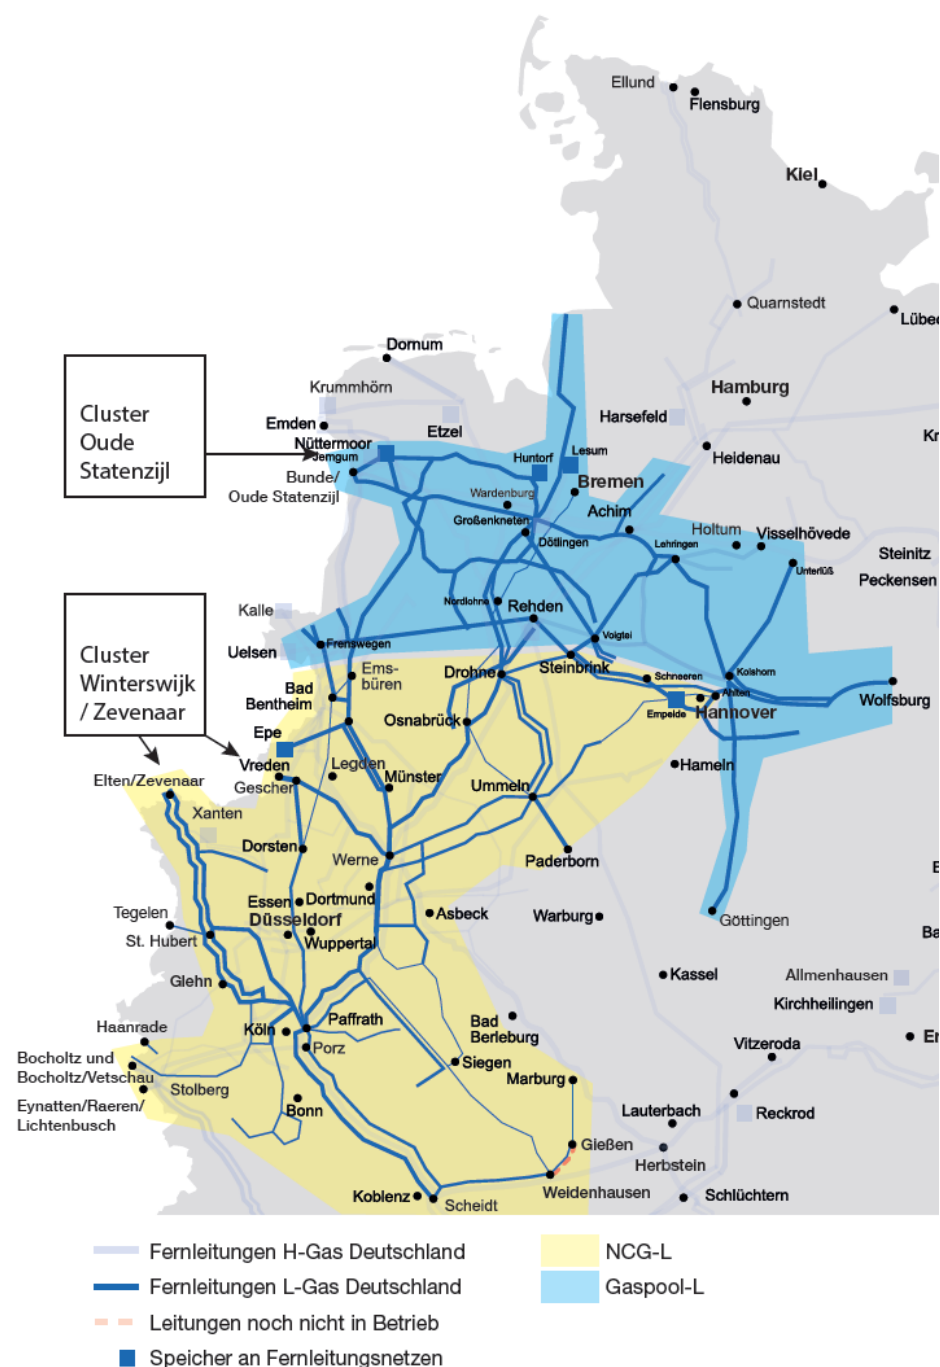 Ellund
Flensburg
Kiel
Quarnstedt
Lübec
Dornum
Krummhörn
Hamburg
Harsefeld
Cluster
Oude
Statenzijl
Emden
Etzel
Kr
Nüttermoor
Jemgum
Heidenau
Huntorf
Lesum
Bunde/
Oude Statenzijl
Bremen
Wardenburg
Achim
Großenkneten
Holtum
Visselhövede
Dötlingen
Lehringen
Steinitz
Unterlüß
Peckensen
Nordlohne
Rehden
Kalle
Voigtei
Cluster
Winterswijk
/ Zevenaar
Uelsen
Frenswegen
Ems-
büren
Drohne
Steinbrink
Schneeren
Kolshorn
Ahlten
Wolfsburg
Bad
Bentheim
Osnabrück
Empelde
Hannover
Epe
Vreden
Legden
Hameln
Elten/Zevenaar
Gescher
Münster
Ummeln
Xanten
Dorsten
Werne
Paderborn
E
Essen
Dortmund
Tegelen
Düsseldorf
Asbeck
Warburg
Göttingen
St. Hubert
Wuppertal
Ba
Glehn
Kassel
Allmenhausen
Kirchheilingen
Haanrade
Köln
Paffrath
Bad
Berleburg
Vitzeroda
Er
Bocholtz und
Bocholtz/Vetschau
Porz
Siegen
Stolberg
Marburg
Eynatten/Raeren/
Lichtenbusch
Bonn
Lauterbach
Reckrod
Gießen
Herbstein
Koblenz
Scheidt
Weidenhausen
Schlüchtern
Fernleitungen H-Gas Deutschland
NCG-L
Fernleitungen L-Gas Deutschland
Gaspool-L
Leitungen noch nicht in Betrieb
Speicher an Fernleitungsnetzen